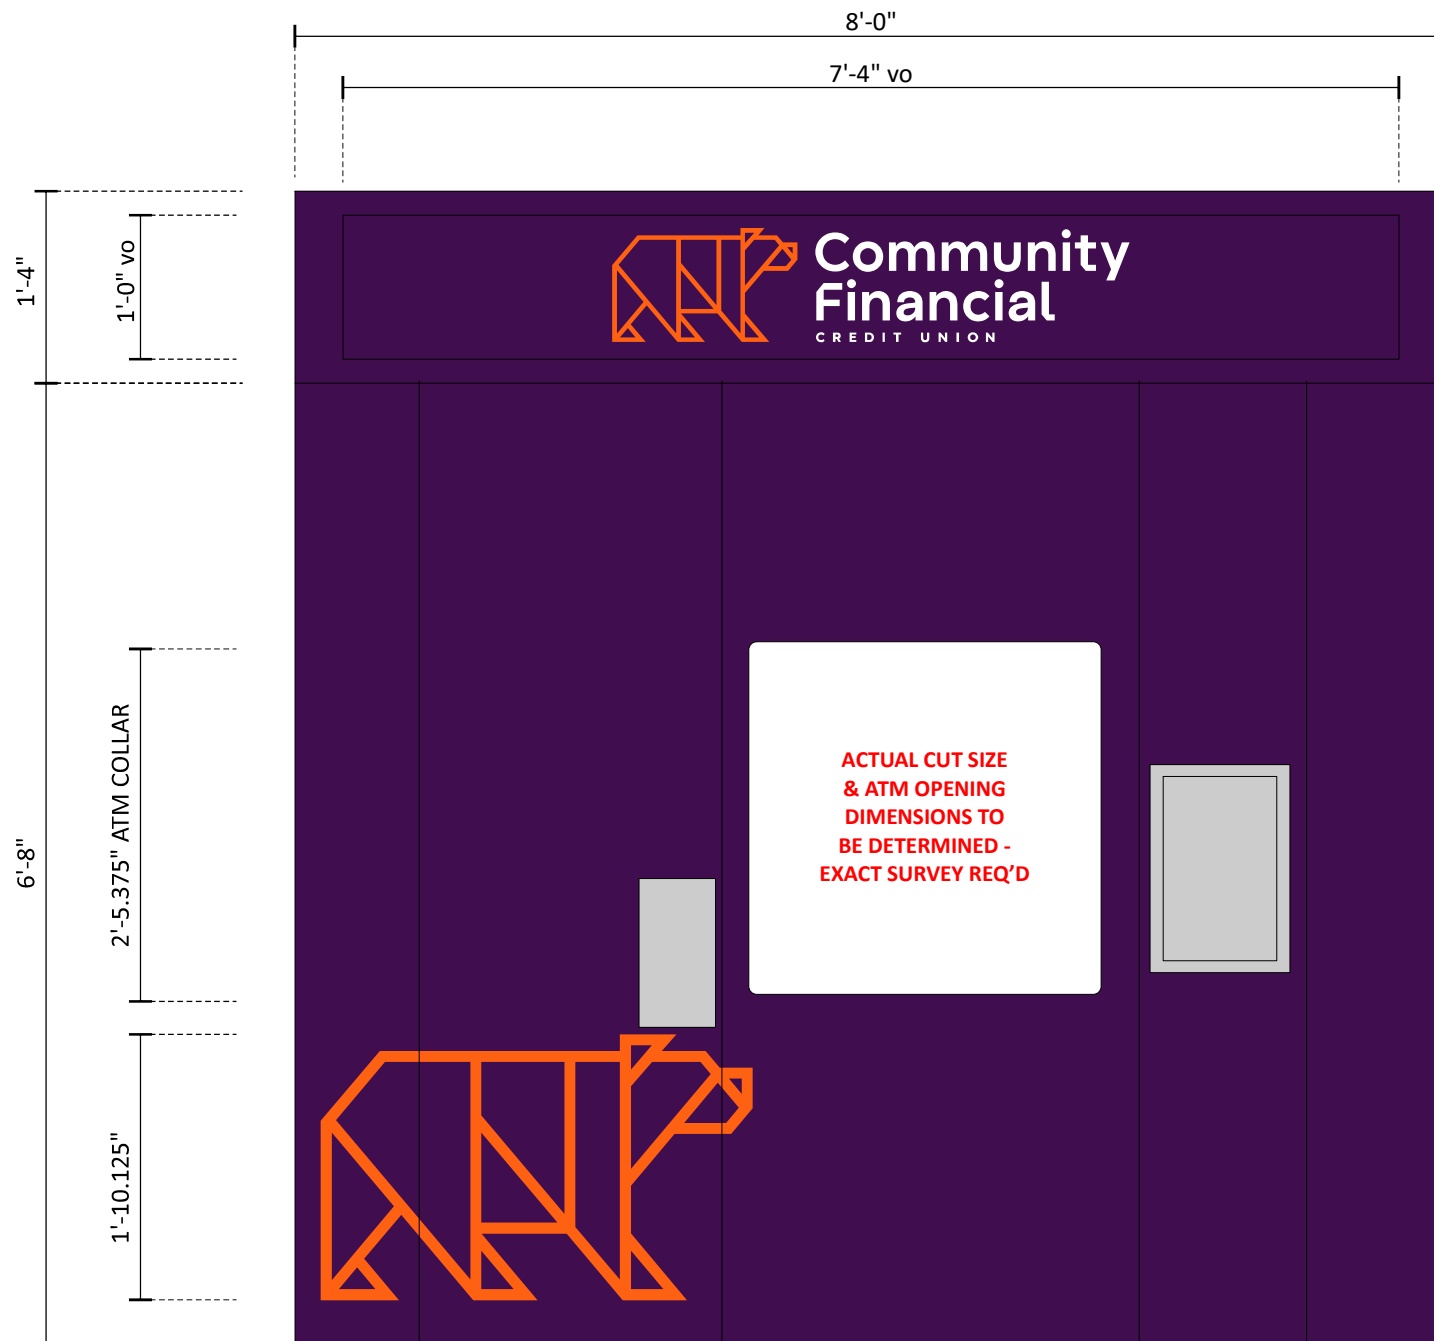 8'-0"
7'-4" vo
1'-4"
1'-0" vo
Community
Financial
CREDIT UNION
6'-8"
2'-5.375" ATM COLLAR
ACTUAL CUT SIZE
& ATM OPENING
DIMENSIONS TO
BE DETERMINED -
EXACT SURVEY REQ’D
1'-10.125"